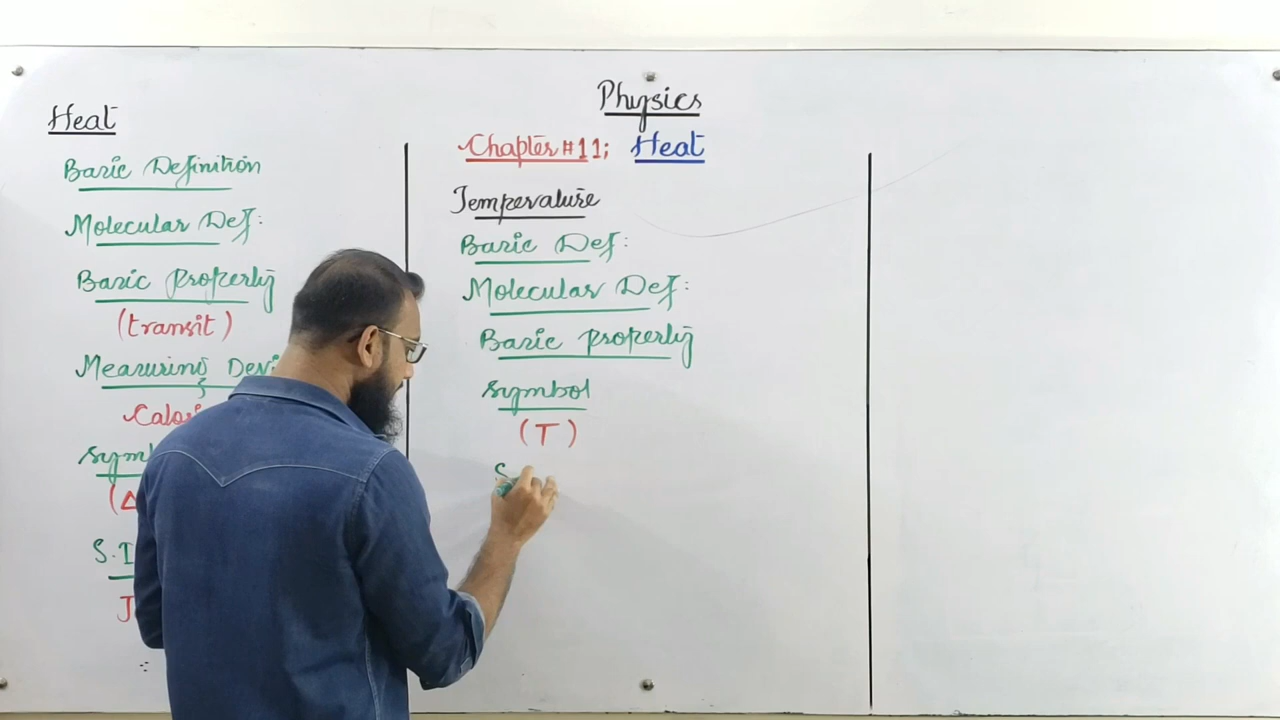 Physics
Chapter #11; Heat
Heat
Basic Definition
Molecular Def:
Basic Property
(transit)
Measuring
S.I
Temperature
Basic Def:
Molecular Def:
Basic Property
Symbol
(T)
S